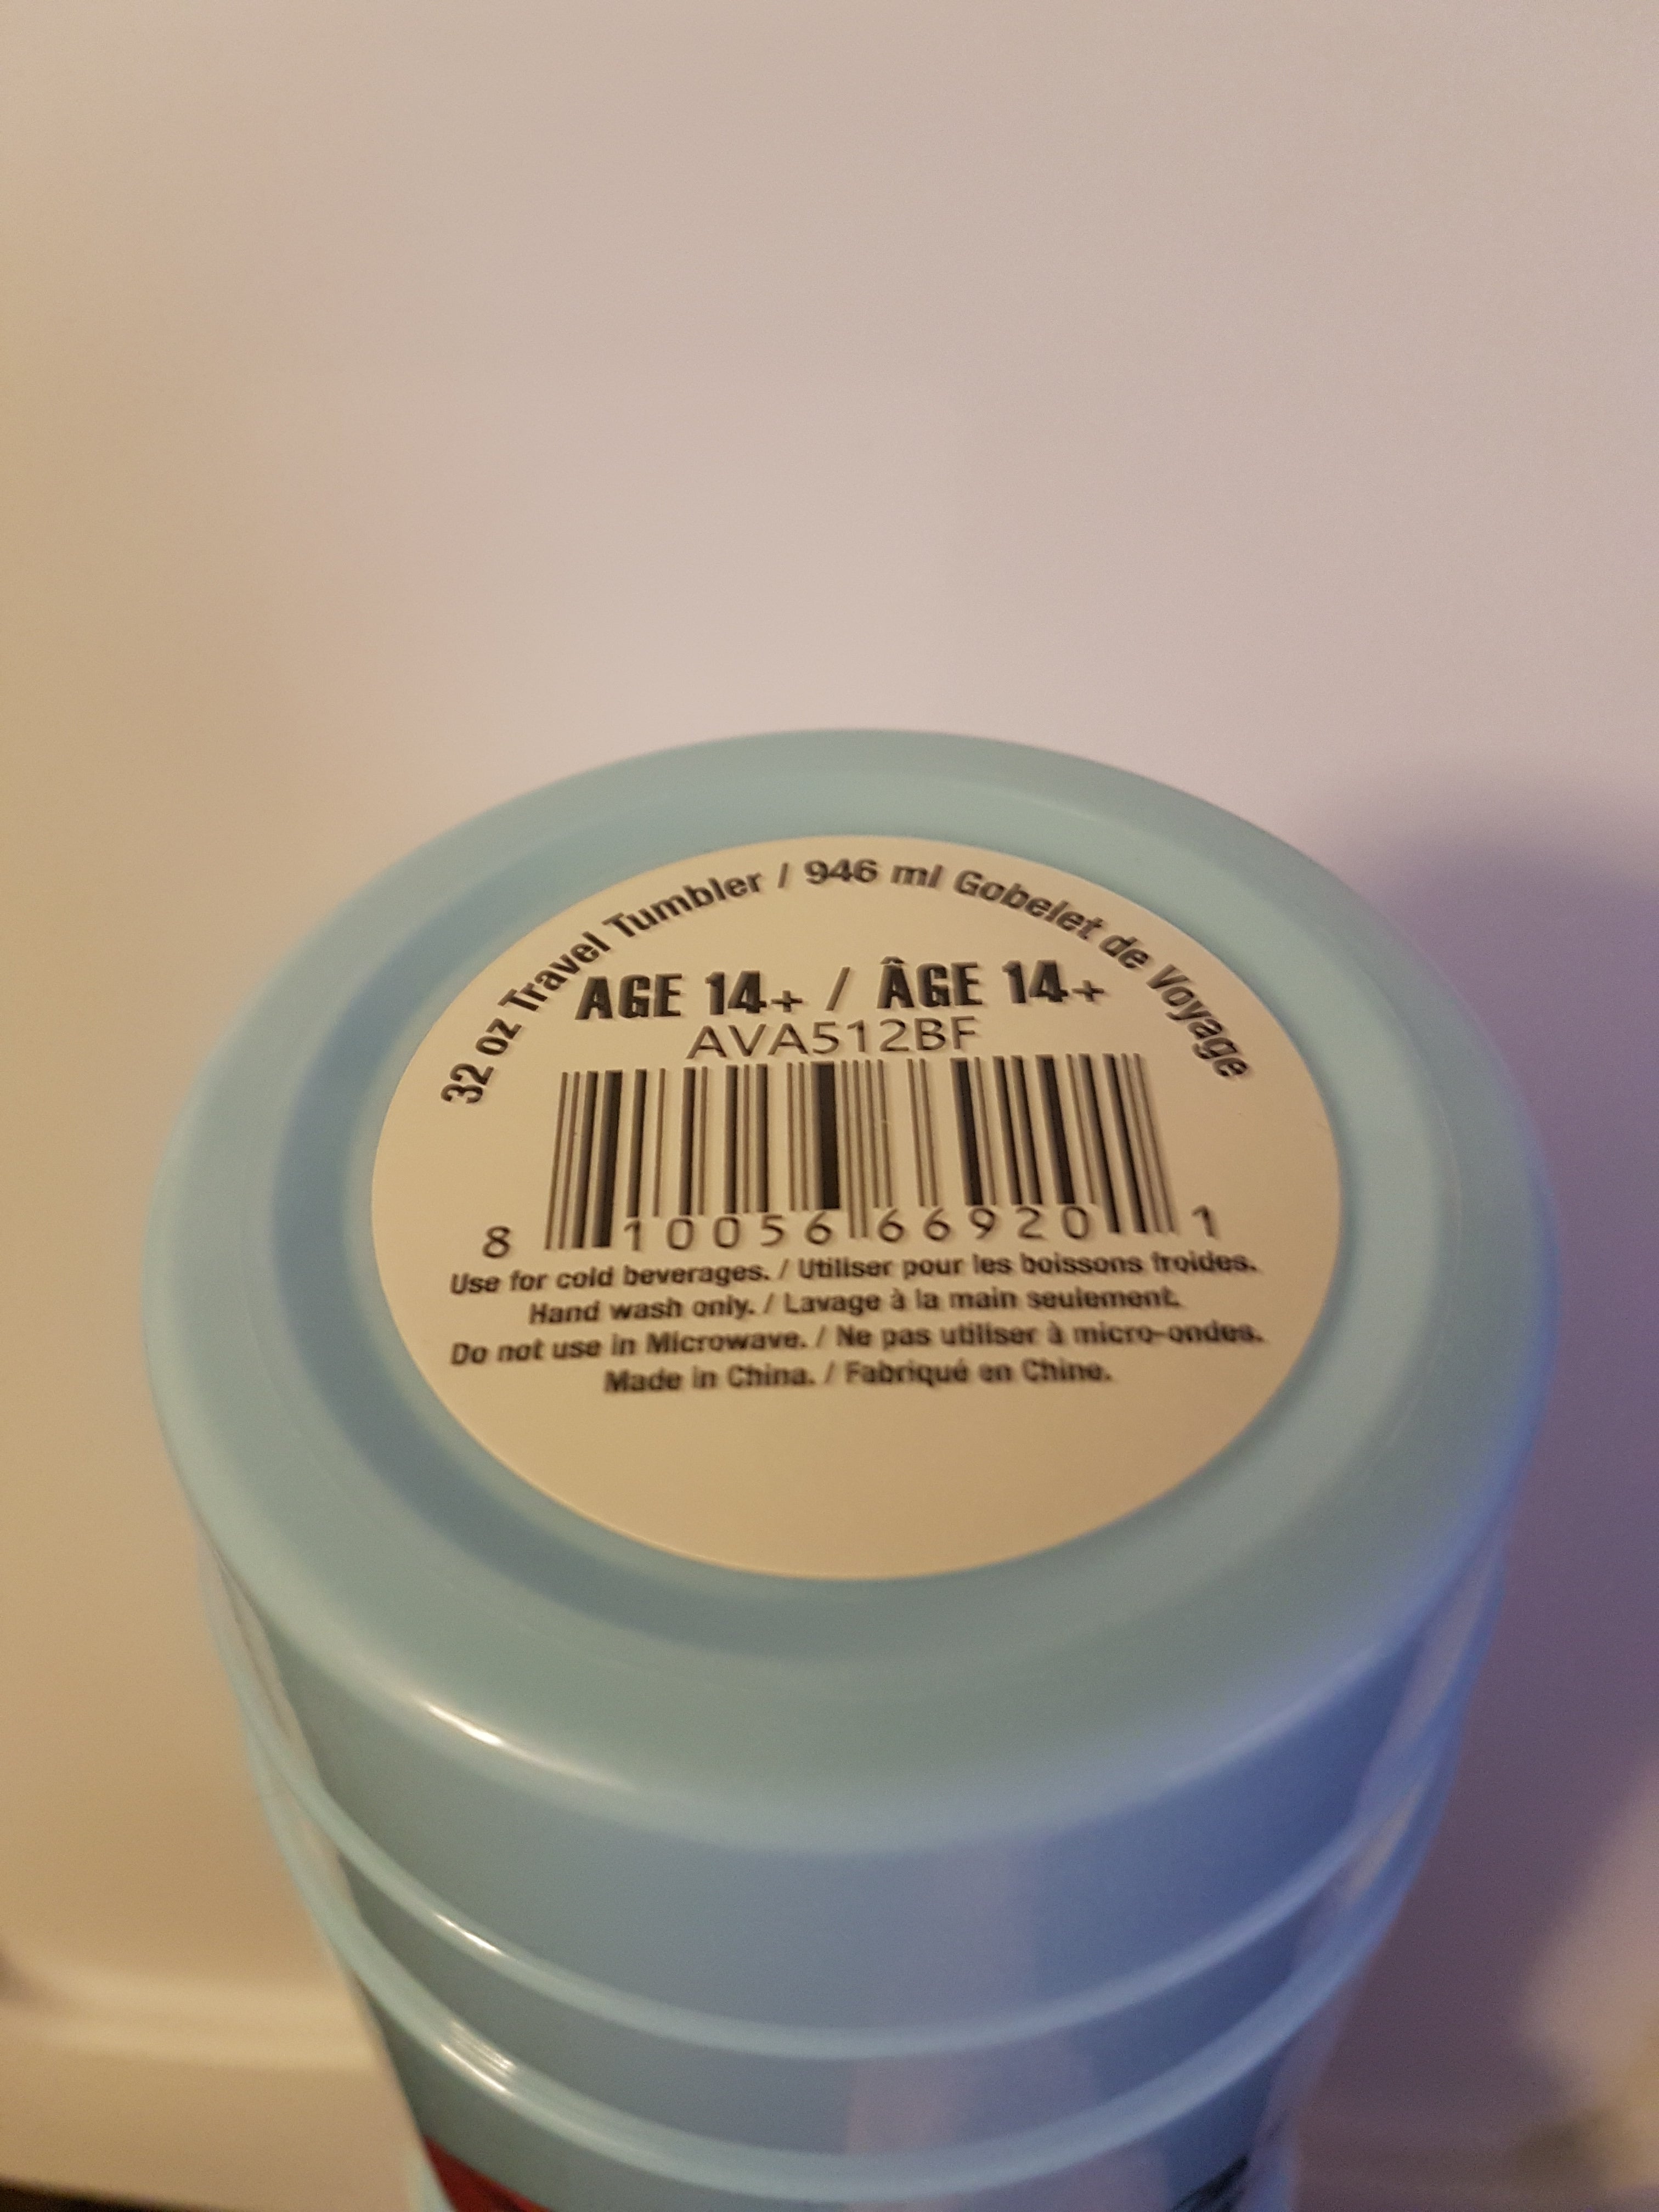 32 oz Travel Tumbler / 946 ml Gobelet de Voyage
AGE 14+ / ÂGE 14+
AVA512BF
8 10056 66920 1
Use for cold beverages. / Utiliser pour les boissons froides.
Hand wash only. / Lavage à la main seulement.
Do not use in Microwave. / Ne pas utiliser à micro-ondes.
Made in China. / Fabriqué en Chine.